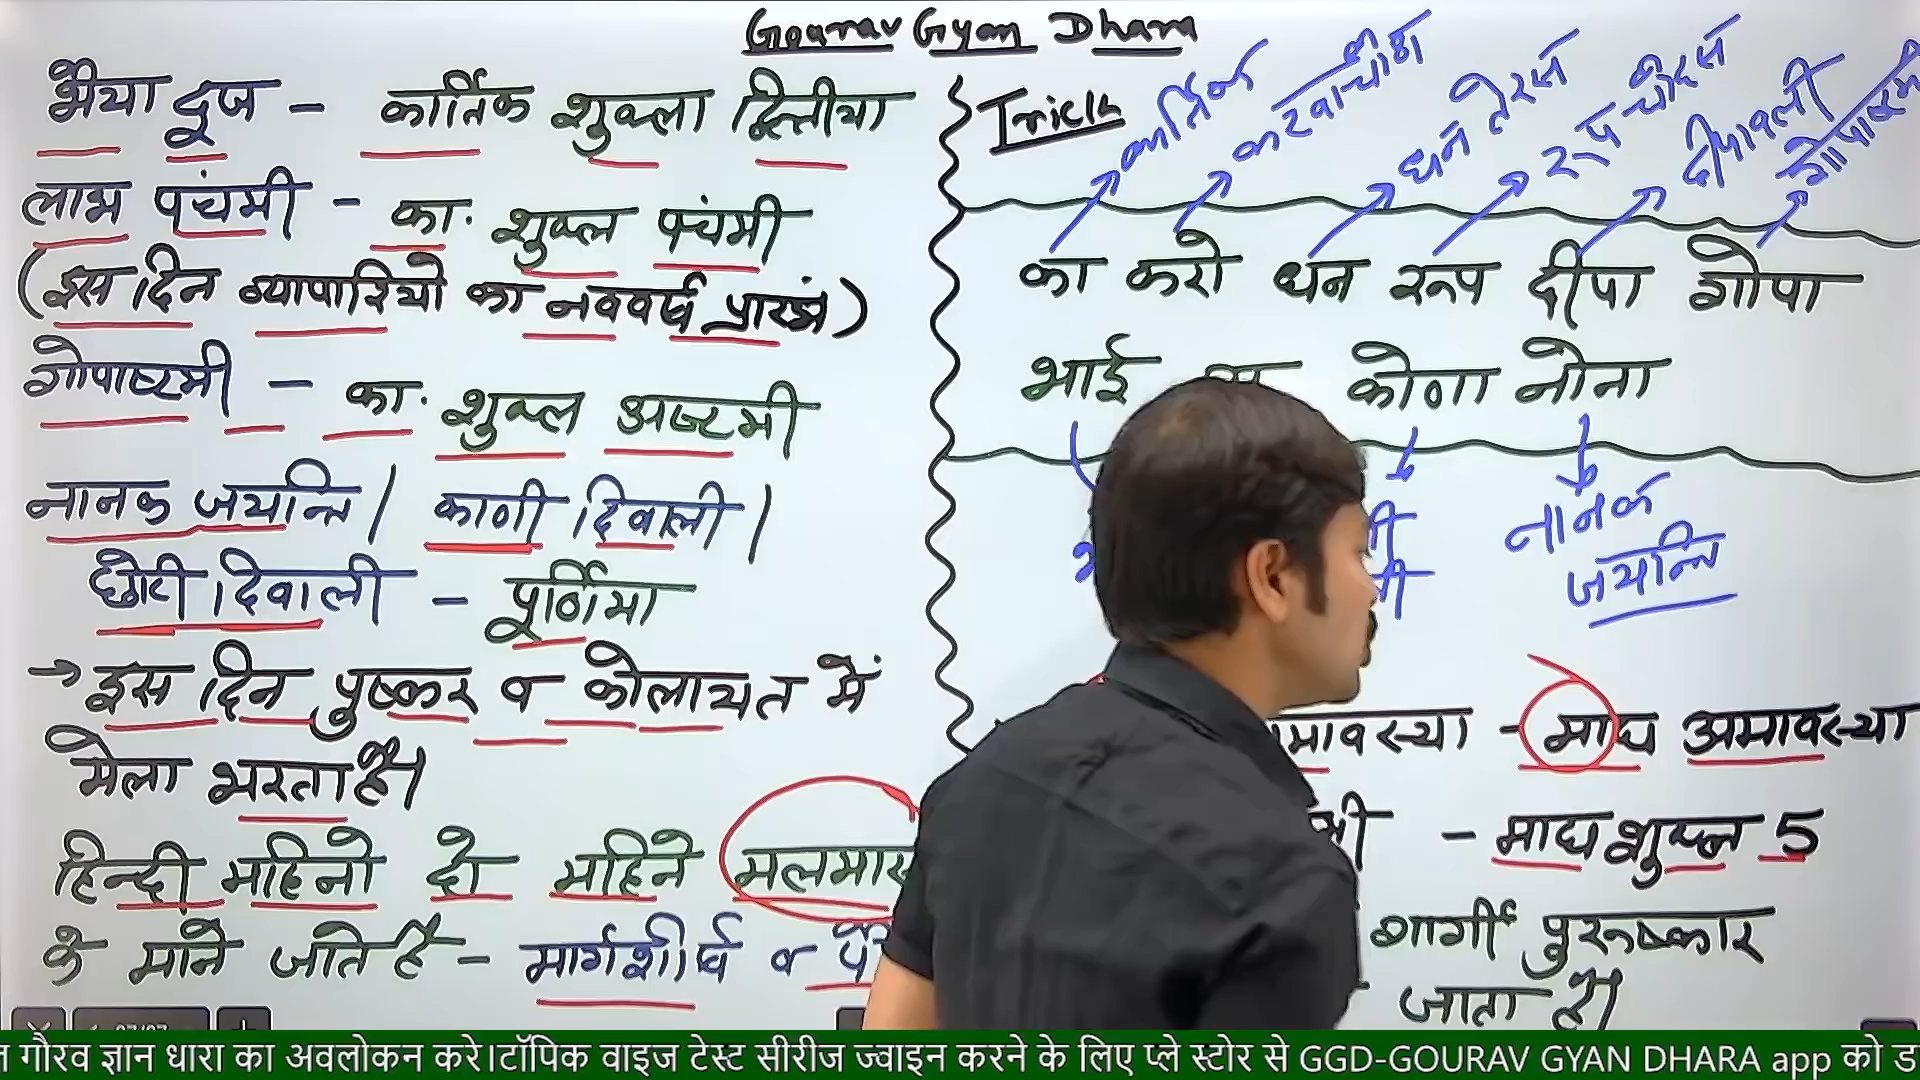 Gourav Gyan Dhara
भैया दूज - कार्तिक शुक्ला द्वितीया
लाभ पंचमी - का. शुक्ल पंचमी
(इस दिन व्यापारियो का नववर्ष प्रारंभ)
गोपाष्टमी - का. शुक्ल अष्टमी
नानक जयन्ति / काणी दिवाली /
छोटी दिवाली - पूर्णिमा
→ इस दिन पुष्कर व कोलायत में
मेला भरता है।
हिन्दी महिनो दो महिने मलमास
के माने जाते है - मार्गशीर्ष व
Trick
कार्तिक करवा चौथ धन तेरस रूप चौदस दीपावली गोपाष्टमी
का करो धन रूप दीपा गोपा
भाई कोणा नोना
नानक
जयन्ति
मावस्या - माघ अमावस्या
मी - माघ शुक्ल 5
गार्गी पुरूष्कार
जाता है।
गौरव ज्ञान धारा का अवलोकन करे।टॉपिक वाइज टेस्ट सीरीज ज्वाइन करने के लिए प्ले स्टोर से GGD-GOURAV GYAN DHARA app को ड